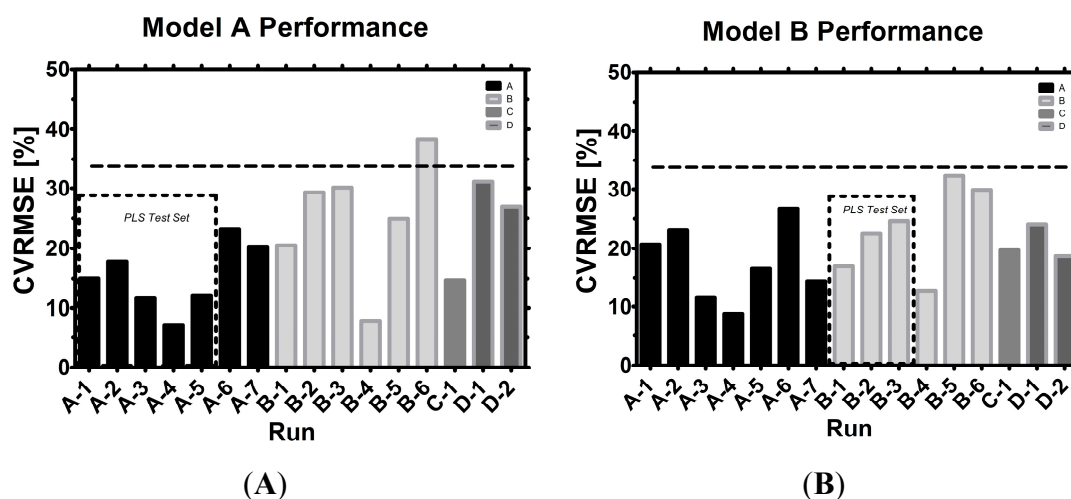 Model A Performance
CVRMSE [%]
50
40
30
20
10
0
A
B
C
D
PLS Test Set
A-1
A-2
A-3
A-4
A-5
A-6
A-7
B-1
B-2
B-3
B-4
B-5
B-6
C-1
D-1
D-2
Run
(A)
Model B Performance
CVRMSE [%]
50
40
30
20
10
0
A
B
C
D
PLS Test Set
A-1
A-2
A-3
A-4
A-5
A-6
A-7
B-1
B-2
B-3
B-4
B-5
B-6
C-1
D-1
D-2
Run
(B)